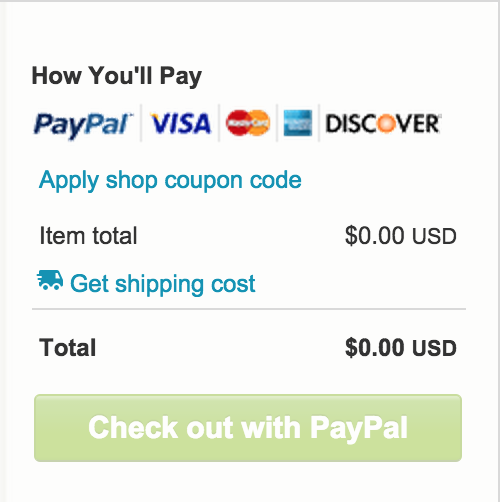 How You'll Pay
PayPal VISA MasterCard DISCOVER
Apply shop coupon code
Item total $0.00 USD
Get shipping cost
Total $0.00 USD
Check out with PayPal